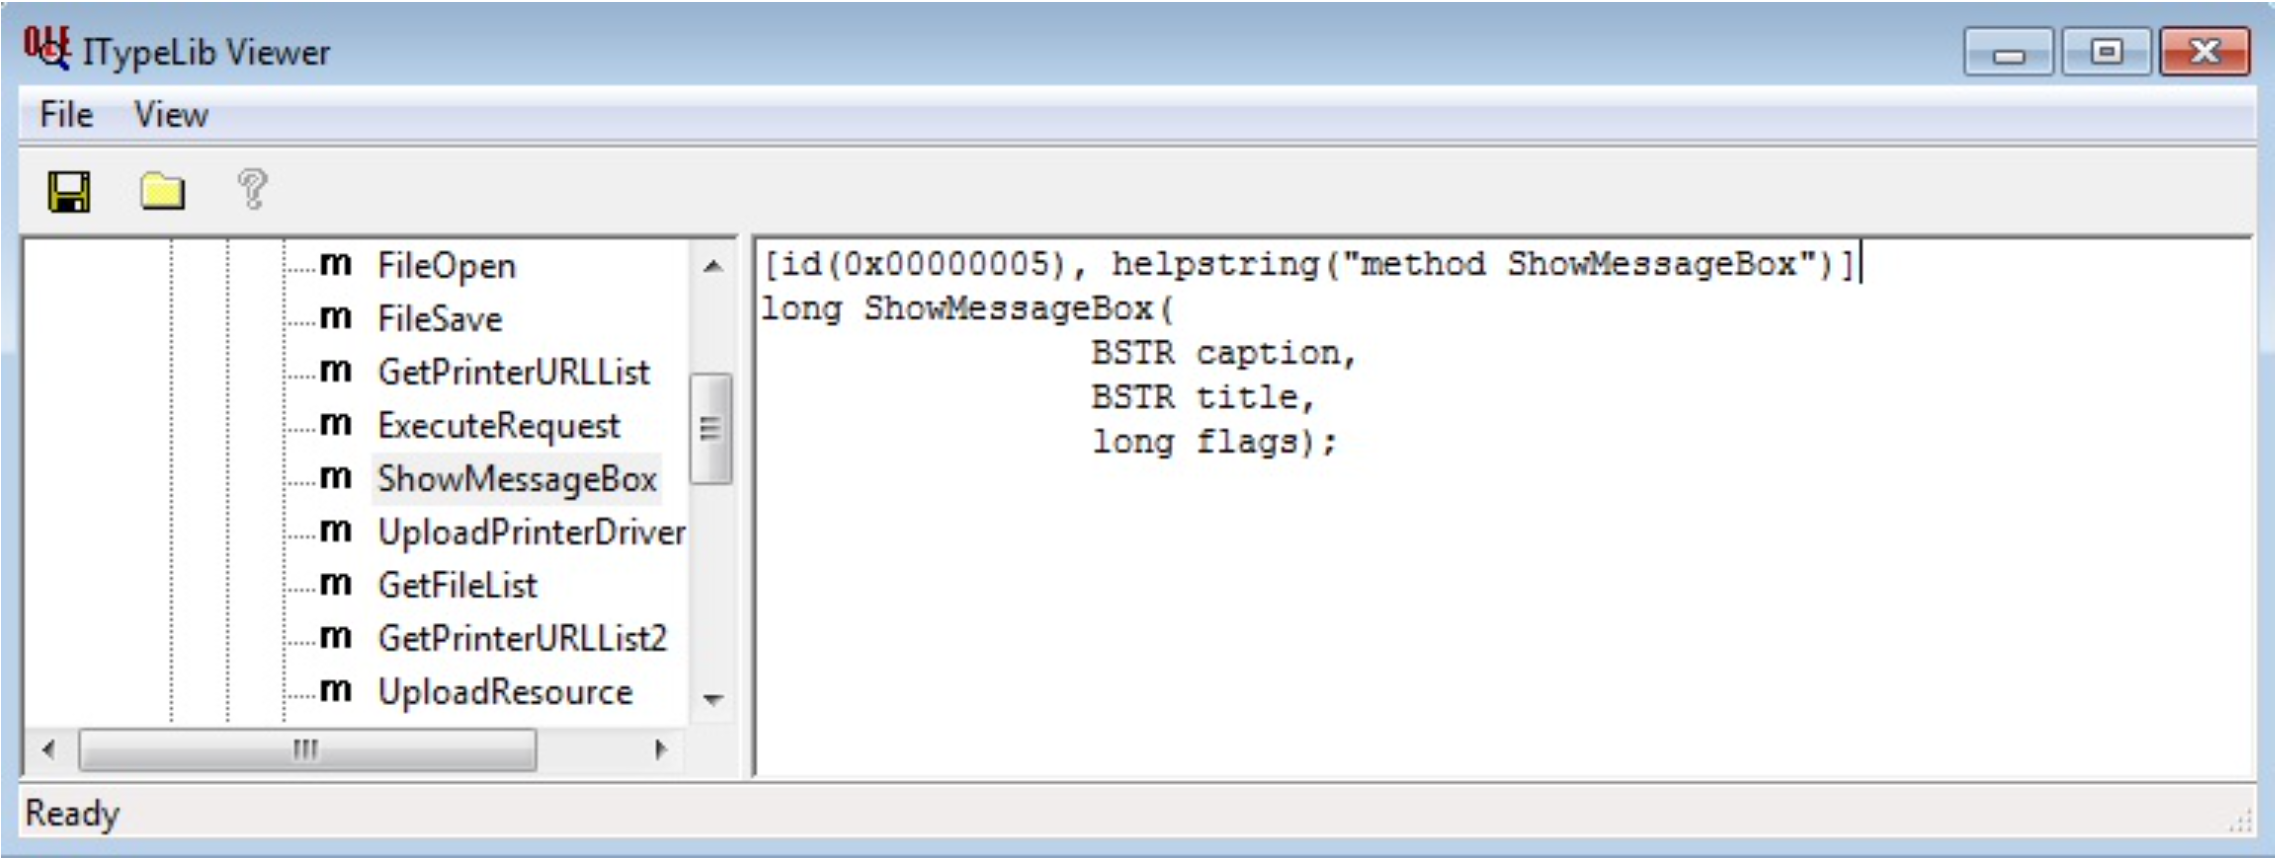 OLE ITypeLib Viewer
File View
m FileOpen
m FileSave
m GetPrinterURLList
m ExecuteRequest
m ShowMessageBox
m UploadPrinterDriver
m GetFileList
m GetPrinterURLList2
m UploadResource
[id(0x00000005), helpstring("method ShowMessageBox")]
long ShowMessageBox(
BSTR caption,
BSTR title,
long flags);
Ready